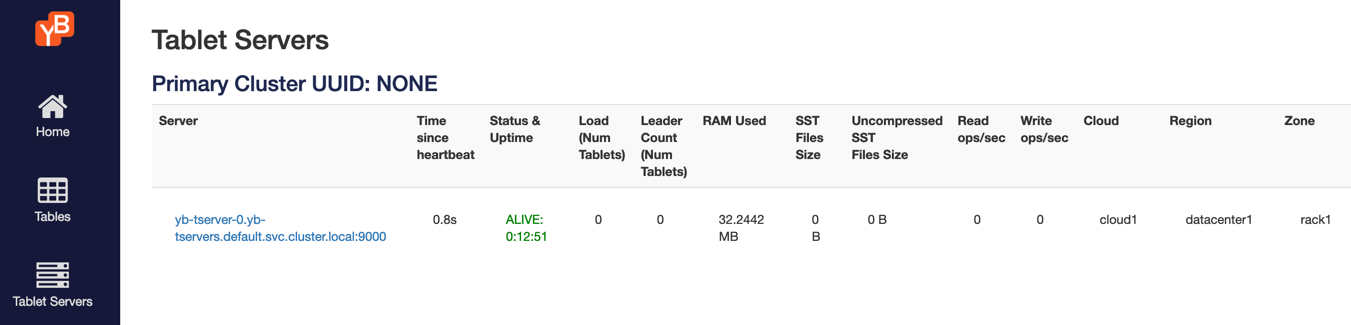 YB
Tablet Servers
Primary Cluster UUID: NONE
Home
Tables
Tablet Servers
Server
Time
since
heartbeat
Status &
Uptime
Load
(Num
Tablets)
Leader
Count
(Num
Tablets)
RAM Used
SST
Files
Size
Uncompressed
SST
Files Size
Read
ops/sec
Write
ops/sec
Cloud
Region
Zone
yb-tserver-0.yb-
tservers.default.svc.cluster.local:9000
0.8s
ALIVE:
0:12:51
0
0
32.2442
MB
0
B
0 B
0
0
cloud1
datacenter1
rack1